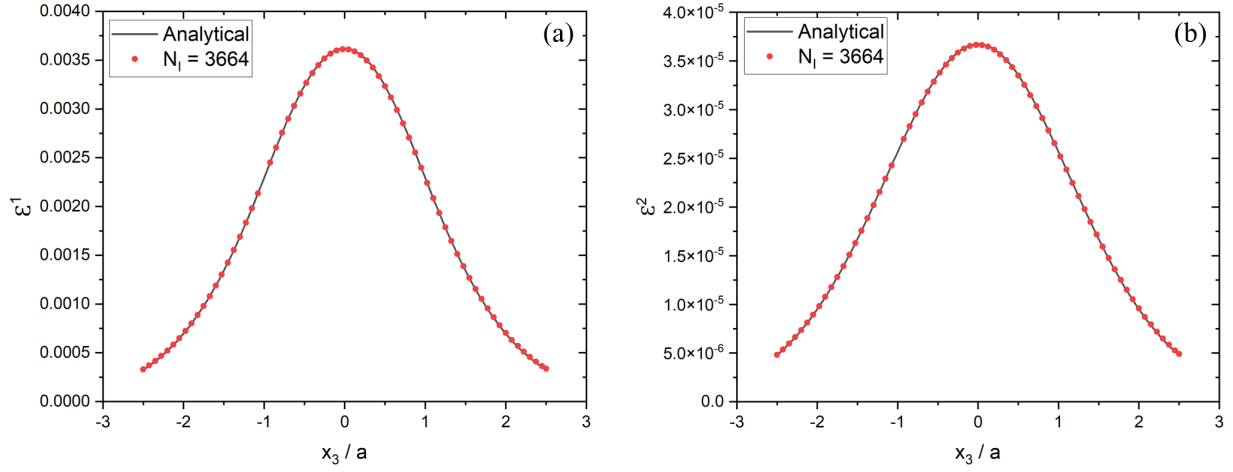 (a)
Analytical
N_I = 3664
0.0040
0.0035
0.0030
0.0025
0.0020
0.0015
0.0010
0.0005
0.0000
ε^1
-3 -2 -1 0 1 2 3
x_3 / a
(b)
Analytical
N_I = 3664
4.0×10^-5
3.5×10^-5
3.0×10^-5
2.5×10^-5
2.0×10^-5
1.5×10^-5
1.0×10^-5
5.0×10^-6
0.0
ε^2
-3 -2 -1 0 1 2 3
x_3 / a